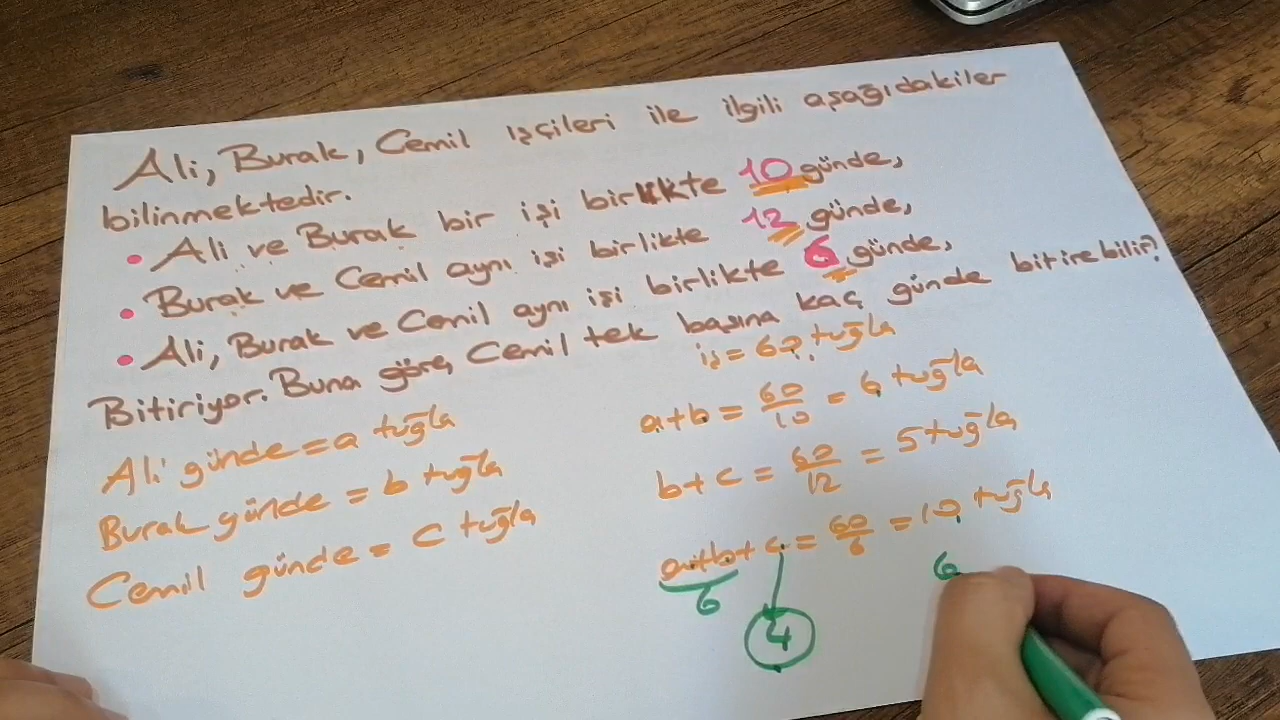 Ali, Burak, Cemil işçileri ile ilgili aşağıdakiler
bilinmektedir.
• Ali ve Burak bir işi birlikte 10 günde,
• Burak ve Cemil aynı işi birlikte 12 günde,
• Ali, Burak ve Cemil aynı işi birlikte 6 günde,
Bitiriyor. Buna göre, Cemil tek başına kaç günde bitirebilir?
iş = 60 tuğla
Ali günde = a tuğla
Burak günde = b tuğla
Cemil günde = c tuğla
a+b = 60/10 = 6 tuğla
b+c = 60/12 = 5 tuğla
a+b+c = 60/6 = 10 tuğla
6
4
6